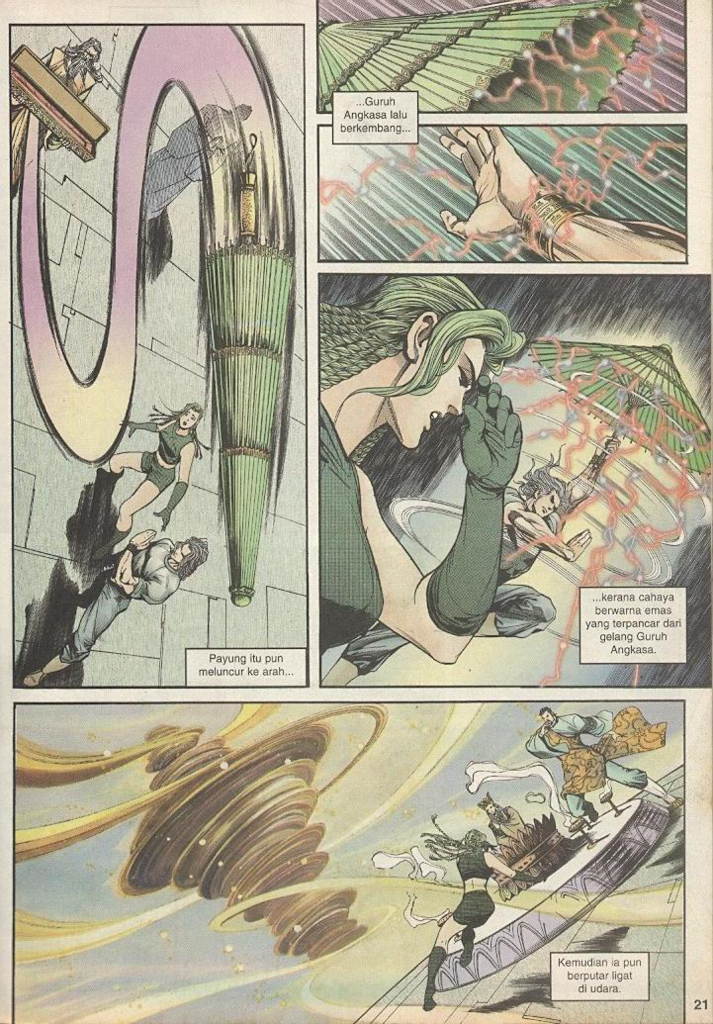 Payung itu pun
meluncur ke arah...
...Guruh
Angkasa lalu
berkembang...
...kerana cahaya
berwarna emas
yang terpancar dari
gelang Guruh
Angkasa.
Kemudian ia pun
berputar ligat
di udara.
21